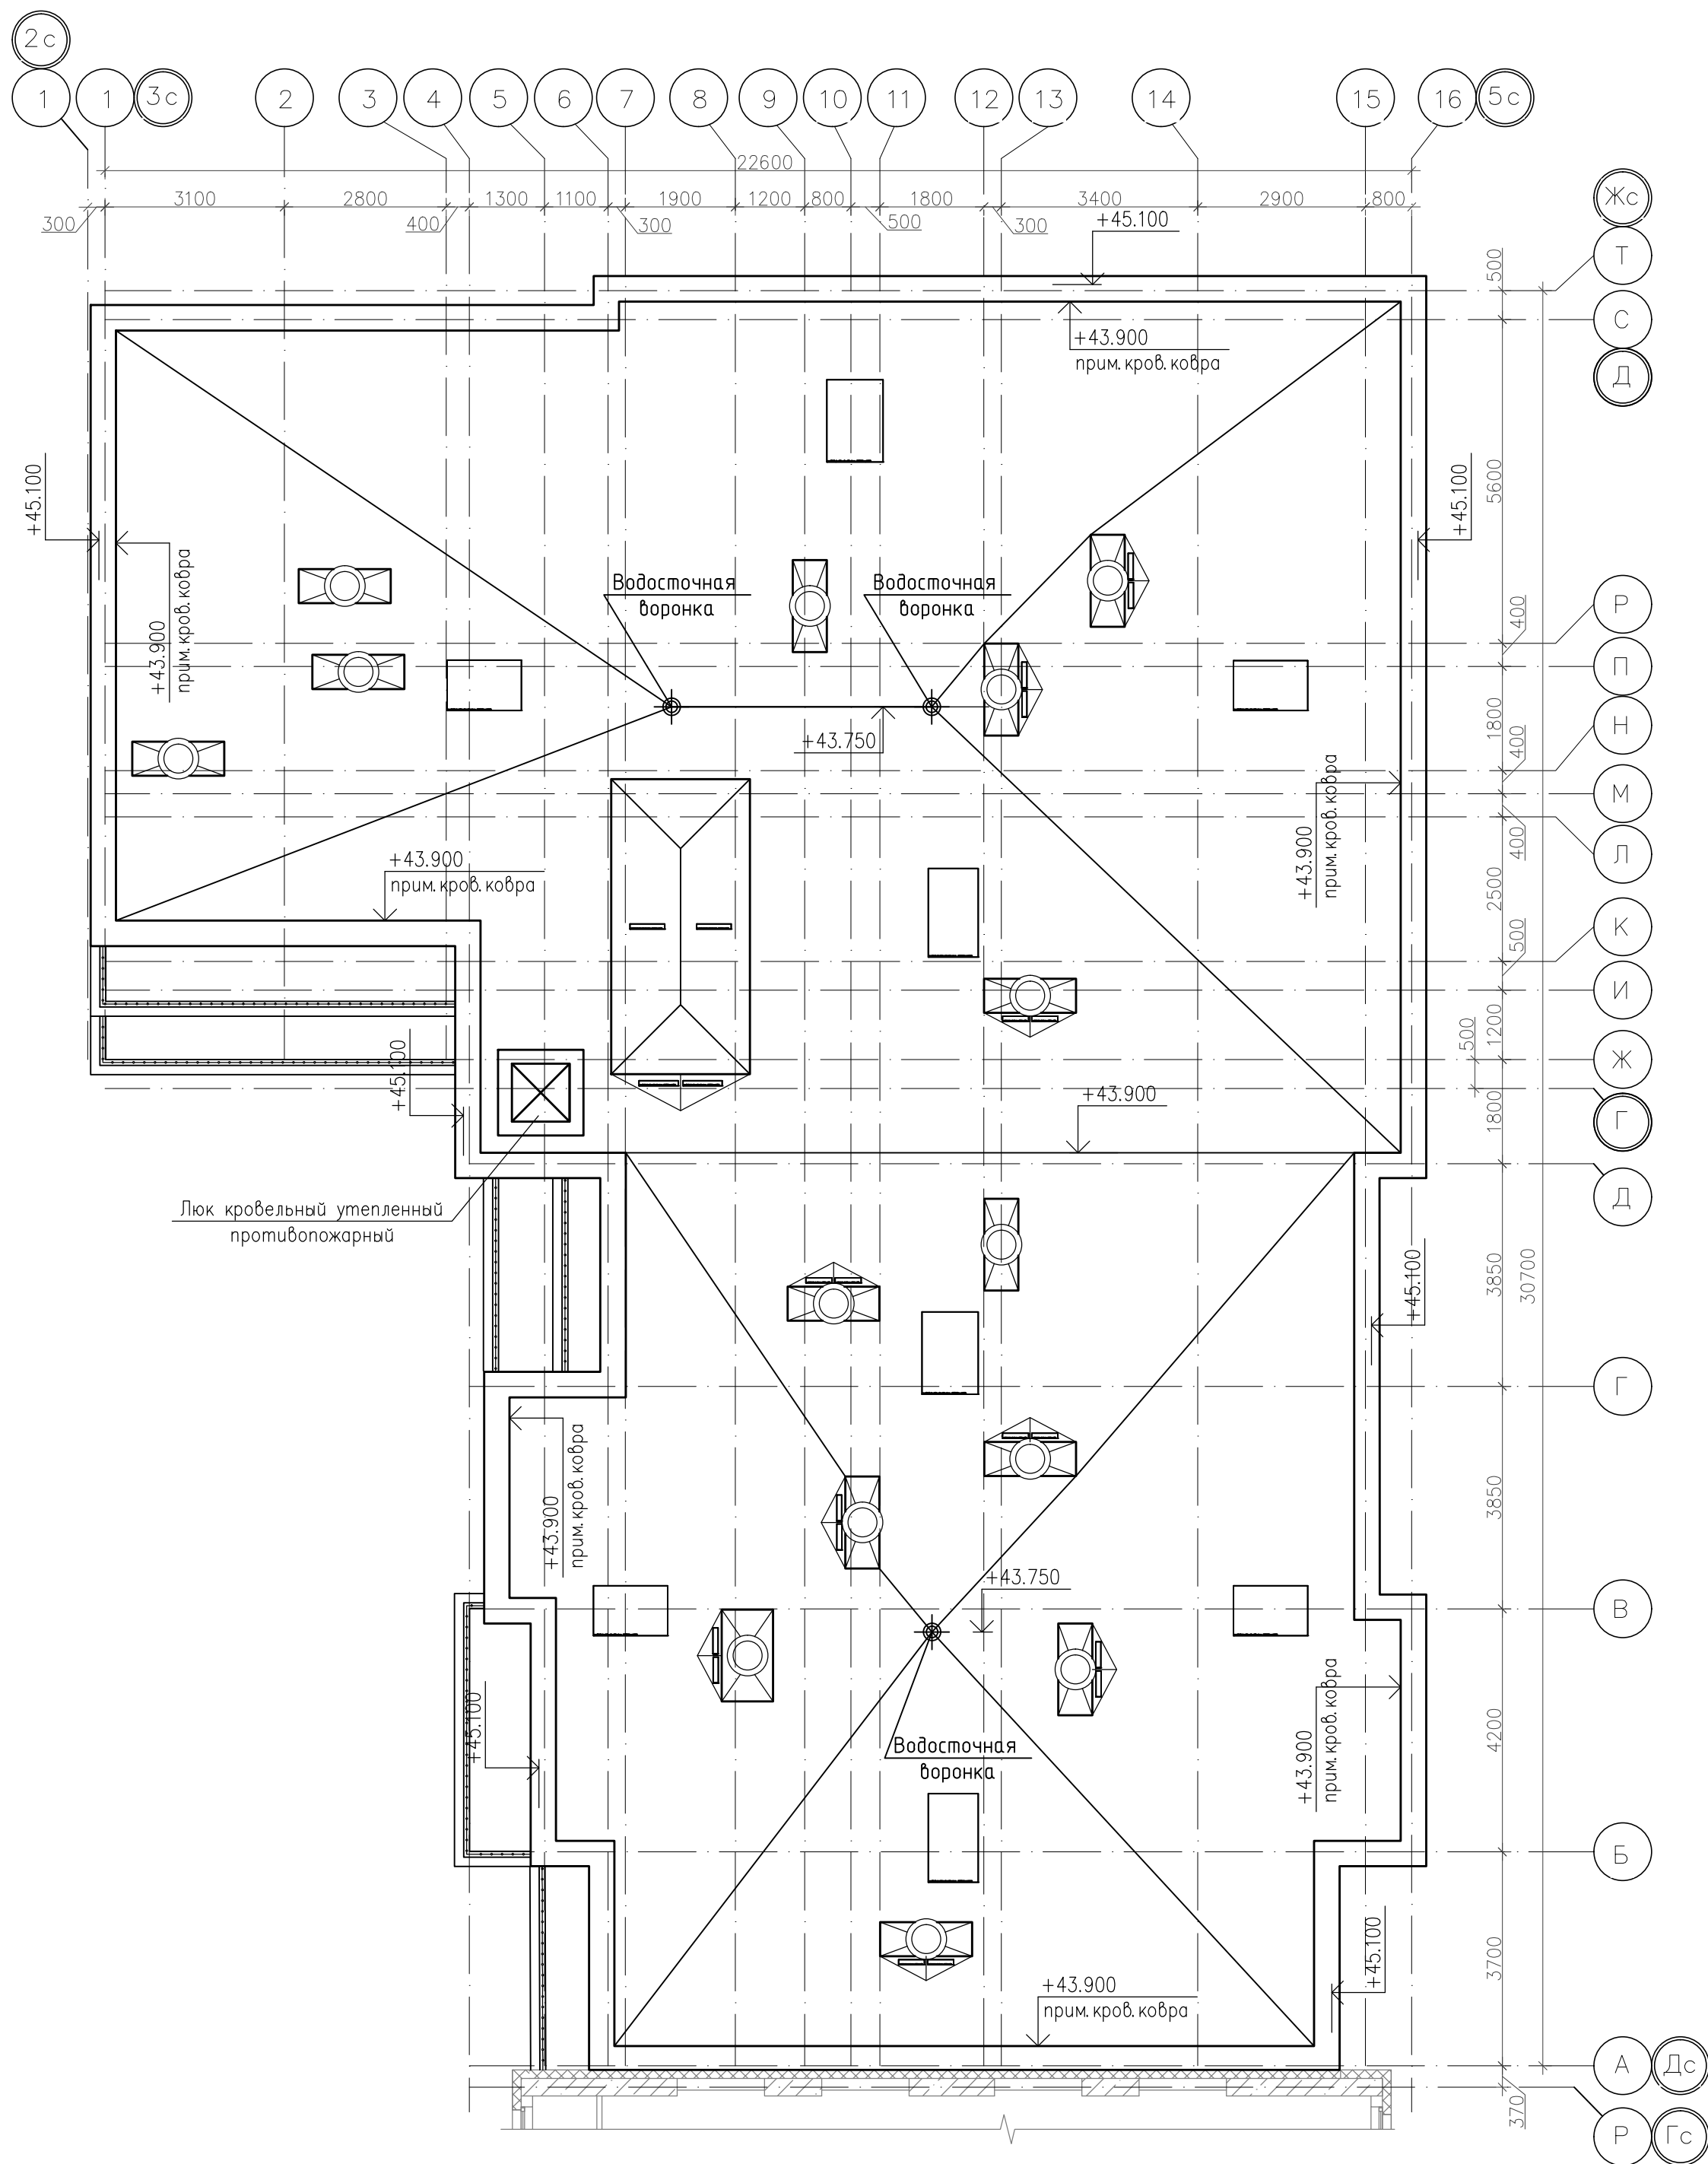 2с
1 1 3с 2 3 4 5 6 7 8 9 10 11 12 13 14 15 16 5с
22600
3100 2800 1300 1100 1900 1200 800 1800 3400 2900 800
300 400 300 500 300
+45.100
Жс
500
Т
С
+43.900
прим. кров. ковра
Д
+45.100
5600
+45.100
+43.900
прим. кров. ковра
Водосточная
воронка
Водосточная
воронка
Р
400
П
1800
Н
400
+43.750
М
+43.900
прим. кров. ковра
400
Л
+43.900
прим. кров. ковра
2500
К
500
И
1200
500
Ж
+45.100
+43.900
1800
Г
Д
Люк кровельный утепленный
противопожарный
3850
30700
+45.100
Г
+43.900
прим. кров. ковра
3850
+43.750
В
+45.100
+43.900
прим. кров. ковра
4200
Водосточная
воронка
Б
+45.100
3700
+43.900
прим. кров. ковра
А Дс
370
Р Гс